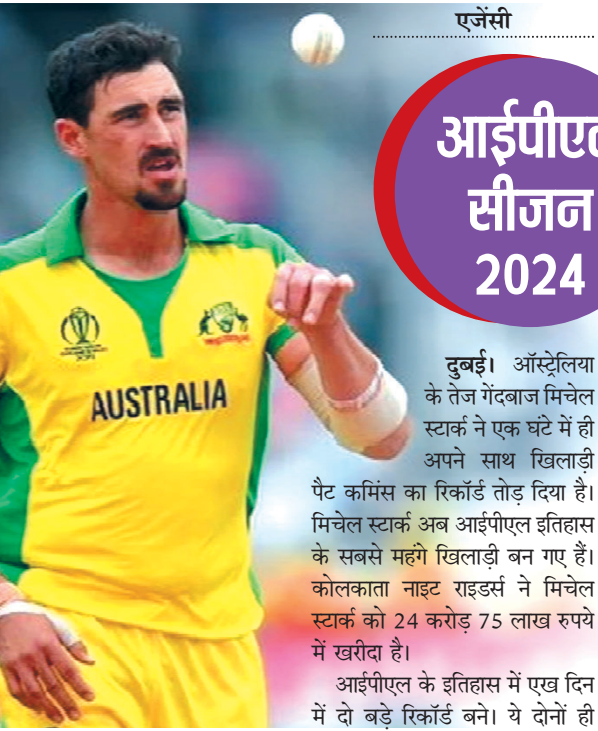 एजेंसी
आईपीएल
सीजन
2024
दुबई। ऑस्ट्रेलिया
के तेज गेंदबाज मिचेल
स्टार्क ने एक घंटे में ही
अपने साथ खिलाड़ी
पैट कमिंस का रिकॉर्ड तोड़ दिया है।
मिचेल स्टार्क अब आईपीएल इतिहास
के सबसे महंगे खिलाड़ी बन गए हैं।
कोलकाता नाइट राइडर्स ने मिचेल
स्टार्क को 24 करोड़ 75 लाख रुपये
में खरीदा है।
आईपीएल के इतिहास में एख दिन
में दो बड़े रिकॉर्ड बने। ये दोनों ही
AUSTRALIA